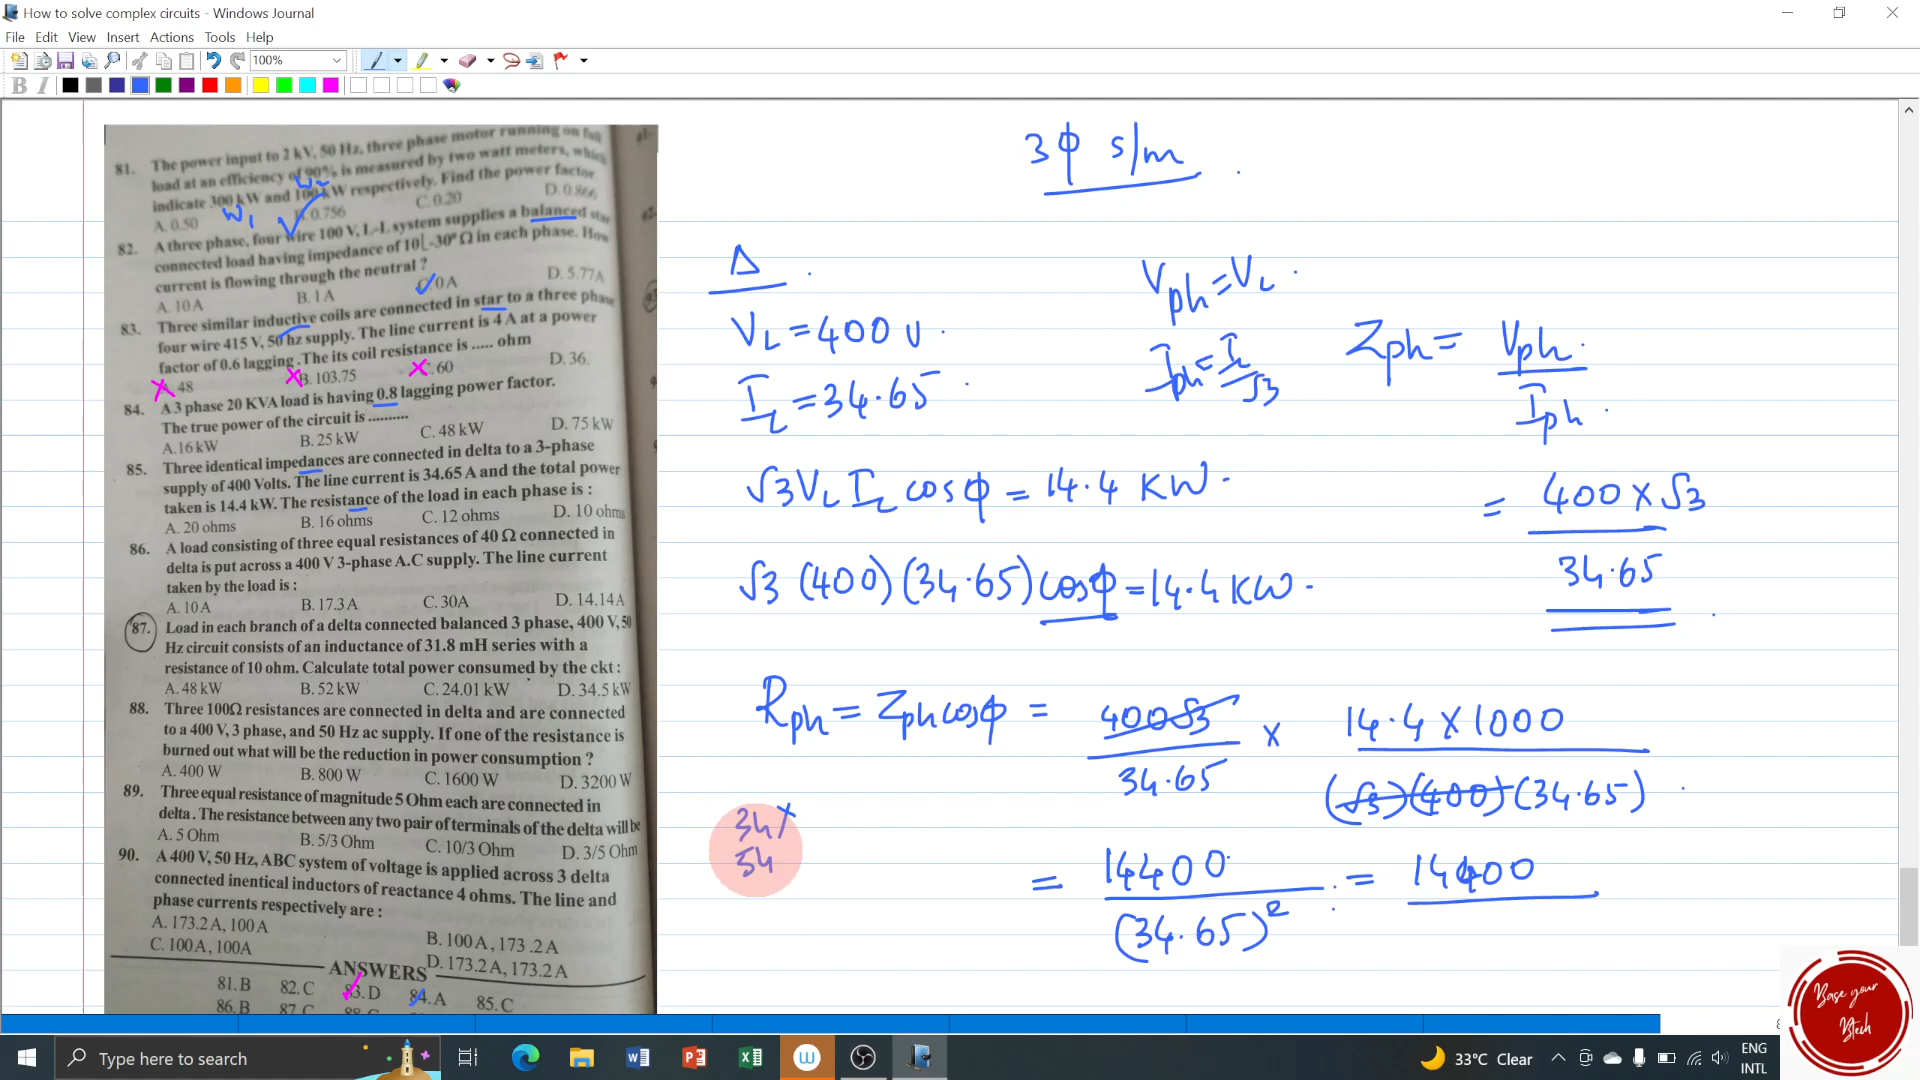 How to solve complex circuits - Windows Journal
File Edit View Insert Actions Tools Help
100%
B I
81. The power input to 2 kV, 50 Hz, three phase motor running on full
load at an efficiency of 90% is measured by two watt meters, which
indicate 300 kW and 100 kW respectively. Find the power factor
A. 0.50 B. 0.756 C. 0.20 D. 0.866
W1 W2
82. A three phase, four wire 100 V, L-L system supplies a balanced star
connected load having impedance of 10⌊-30° Ω in each phase. How
current is flowing through the neutral ?
A. 10 A B. 1 A C. 0 A D. 5.77A
83. Three similar inductive coils are connected in star to a three phase
four wire 415 V, 50 hz supply. The line current is 4 A at a power
factor of 0.6 lagging .The its coil resistance is ..... ohm
A. 48 B. 103.75 C. 60 D. 36.
84. A 3 phase 20 KVA load is having 0.8 lagging power factor.
The true power of the circuit is ..........
A.16 kW B. 25 kW C. 48 kW D. 75 kW
85. Three identical impedances are connected in delta to a 3-phase
supply of 400 Volts. The line current is 34.65 A and the total power
taken is 14.4 kW. The resistance of the load in each phase is :
A. 20 ohms B. 16 ohms C. 12 ohms D. 10 ohms
86. A load consisting of three equal resistances of 40 Ω connected in
delta is put across a 400 V 3-phase A.C supply. The line current
taken by the load is :
A. 10 A B. 17.3 A C. 30A D. 14.14A
87. Load in each branch of a delta connected balanced 3 phase, 400 V, 50
Hz circuit consists of an inductance of 31.8 mH series with a
resistance of 10 ohm. Calculate total power consumed by the ckt :
A. 48 kW B. 52 kW C. 24.01 kW D. 34.5 kW
88. Three 100Ω resistances are connected in delta and are connected
to a 400 V, 3 phase, and 50 Hz ac supply. If one of the resistance is
burned out what will be the reduction in power consumption ?
A. 400 W B. 800 W C. 1600 W D. 3200 W
89. Three equal resistance of magnitude 5 Ohm each are connected in
delta . The resistance between any two pair of terminals of the delta will be
A. 5 Ohm B. 5/3 Ohm C. 10/3 Ohm D. 3/5 Ohm
90. A 400 V, 50 Hz, ABC system of voltage is applied across 3 delta
connected inentical inductors of reactance 4 ohms. The line and
phase currents respectively are :
A. 173.2 A, 100 A B. 100 A, 173 .2 A
C. 100 A, 100A D. 173.2 A, 173.2 A
ANSWERS
81. B 82. C 83. D 84. A 85. C
86. B 87. C
3ϕ s/m
Δ
VL = 400 V
IL = 34.65
Vph = VL
Iph = IL/√3
Zph = Vph/Iph
= 400 × √3 / 34.65
√3 VL IL cosϕ = 14.4 KW.
√3 (400) (34.65) cosϕ = 14.4 KW.
Rph = Zph cosϕ = 400√3 / 34.65 × 14.4 × 1000 / (√3)(400)(34.65)
34 ×
34
= 14400 / (34.65)² = 14400
Base your
Btech
Type here to search
33°C Clear
ENG
INTL